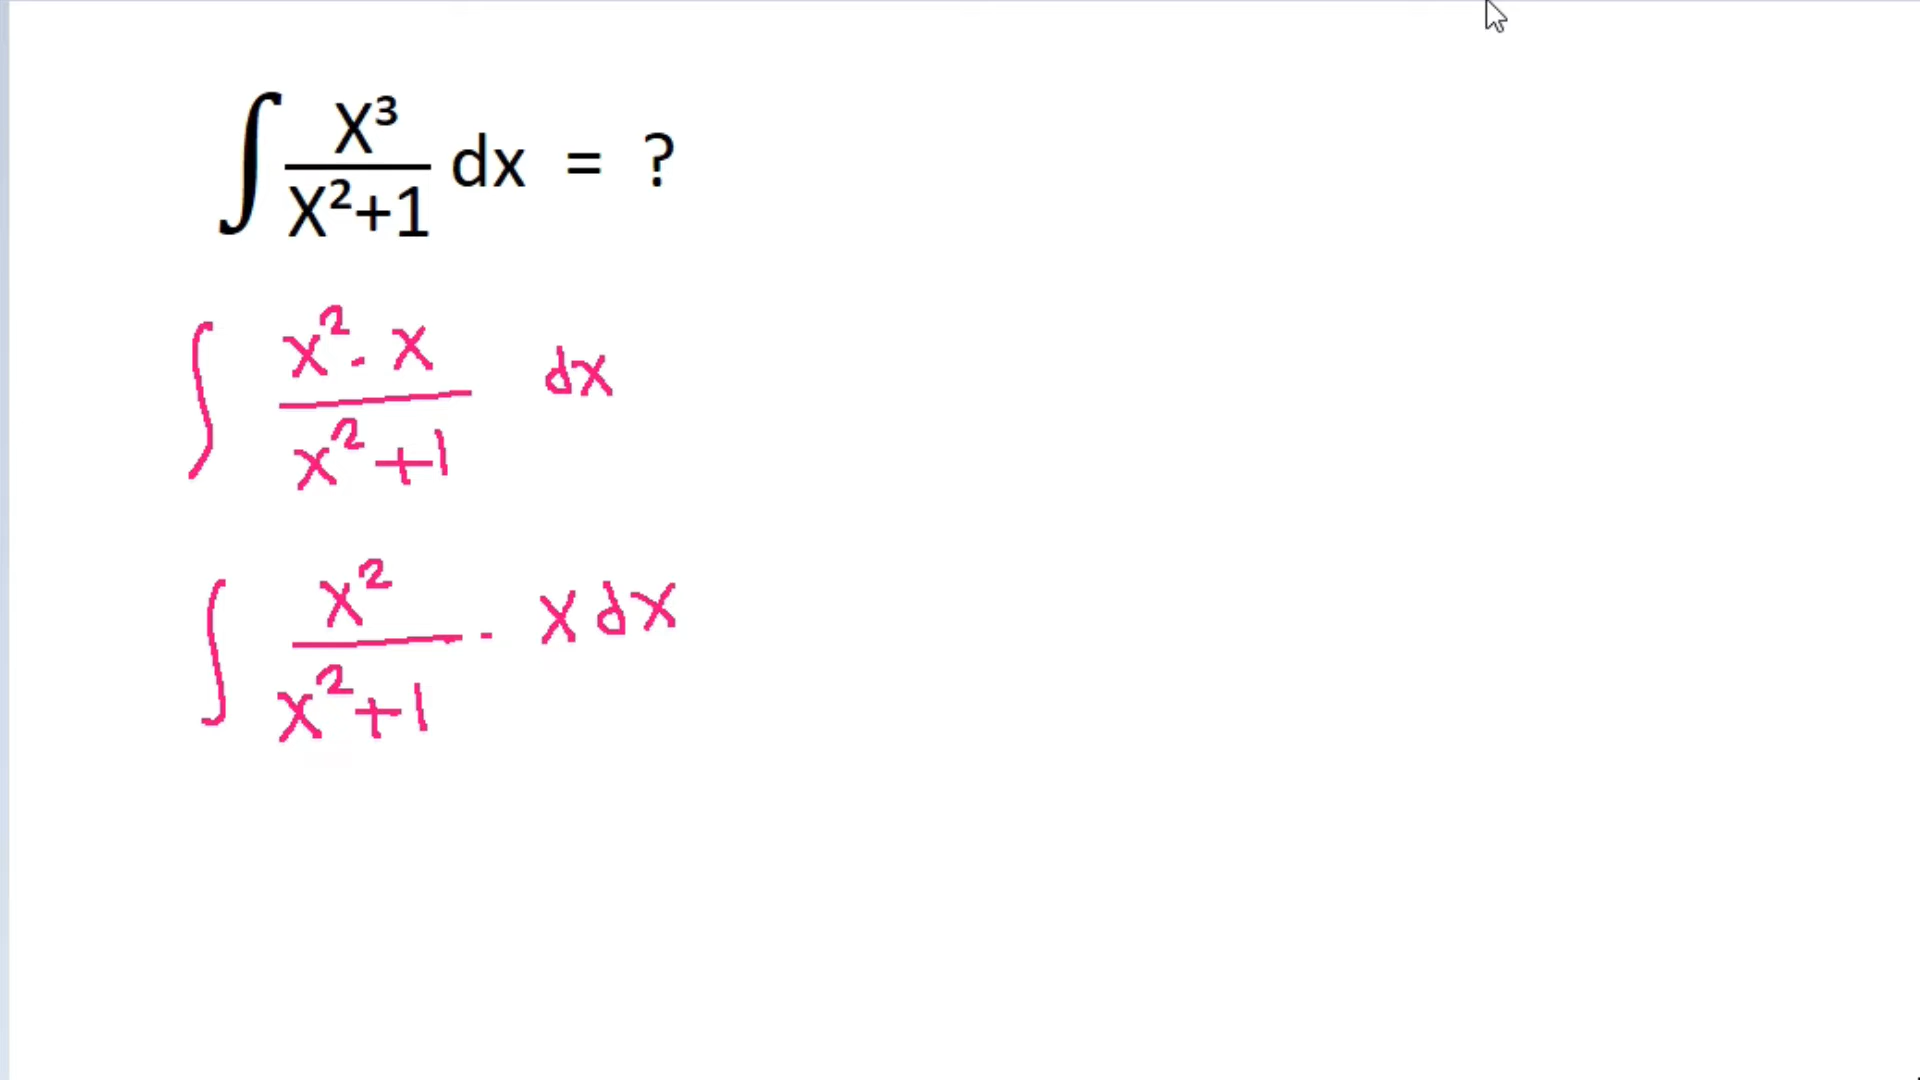 ∫ X³/X²+1 dx = ?
∫ x² · x / x²+1 dx
∫ x²/x²+1 · x dx